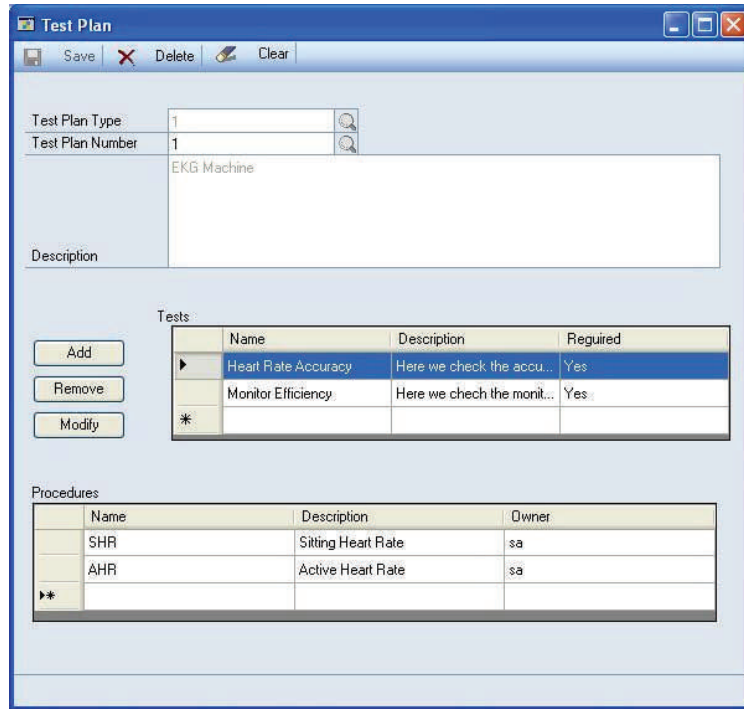 Test Plan
Save Delete Clear
Test Plan Type 1
Test Plan Number 1
EKG Machine
Description
Tests
Name Description Reguired
Add
Heart Rate Accuracy Here we check the accu... Yes
Remove
Monitor Efficiency Here we chech the monit... Yes
Modify
Procedures
Name Description Owner
SHR Sitting Heart Rate sa
AHR Active Heart Rate sa